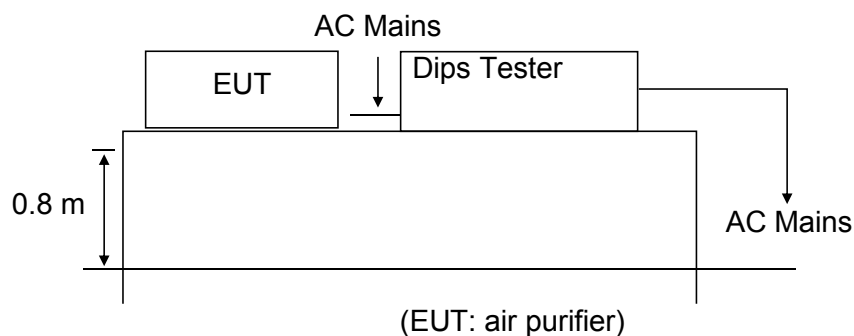 AC Mains
EUT
Dips Tester
0.8 m
AC Mains
(EUT: air purifier)